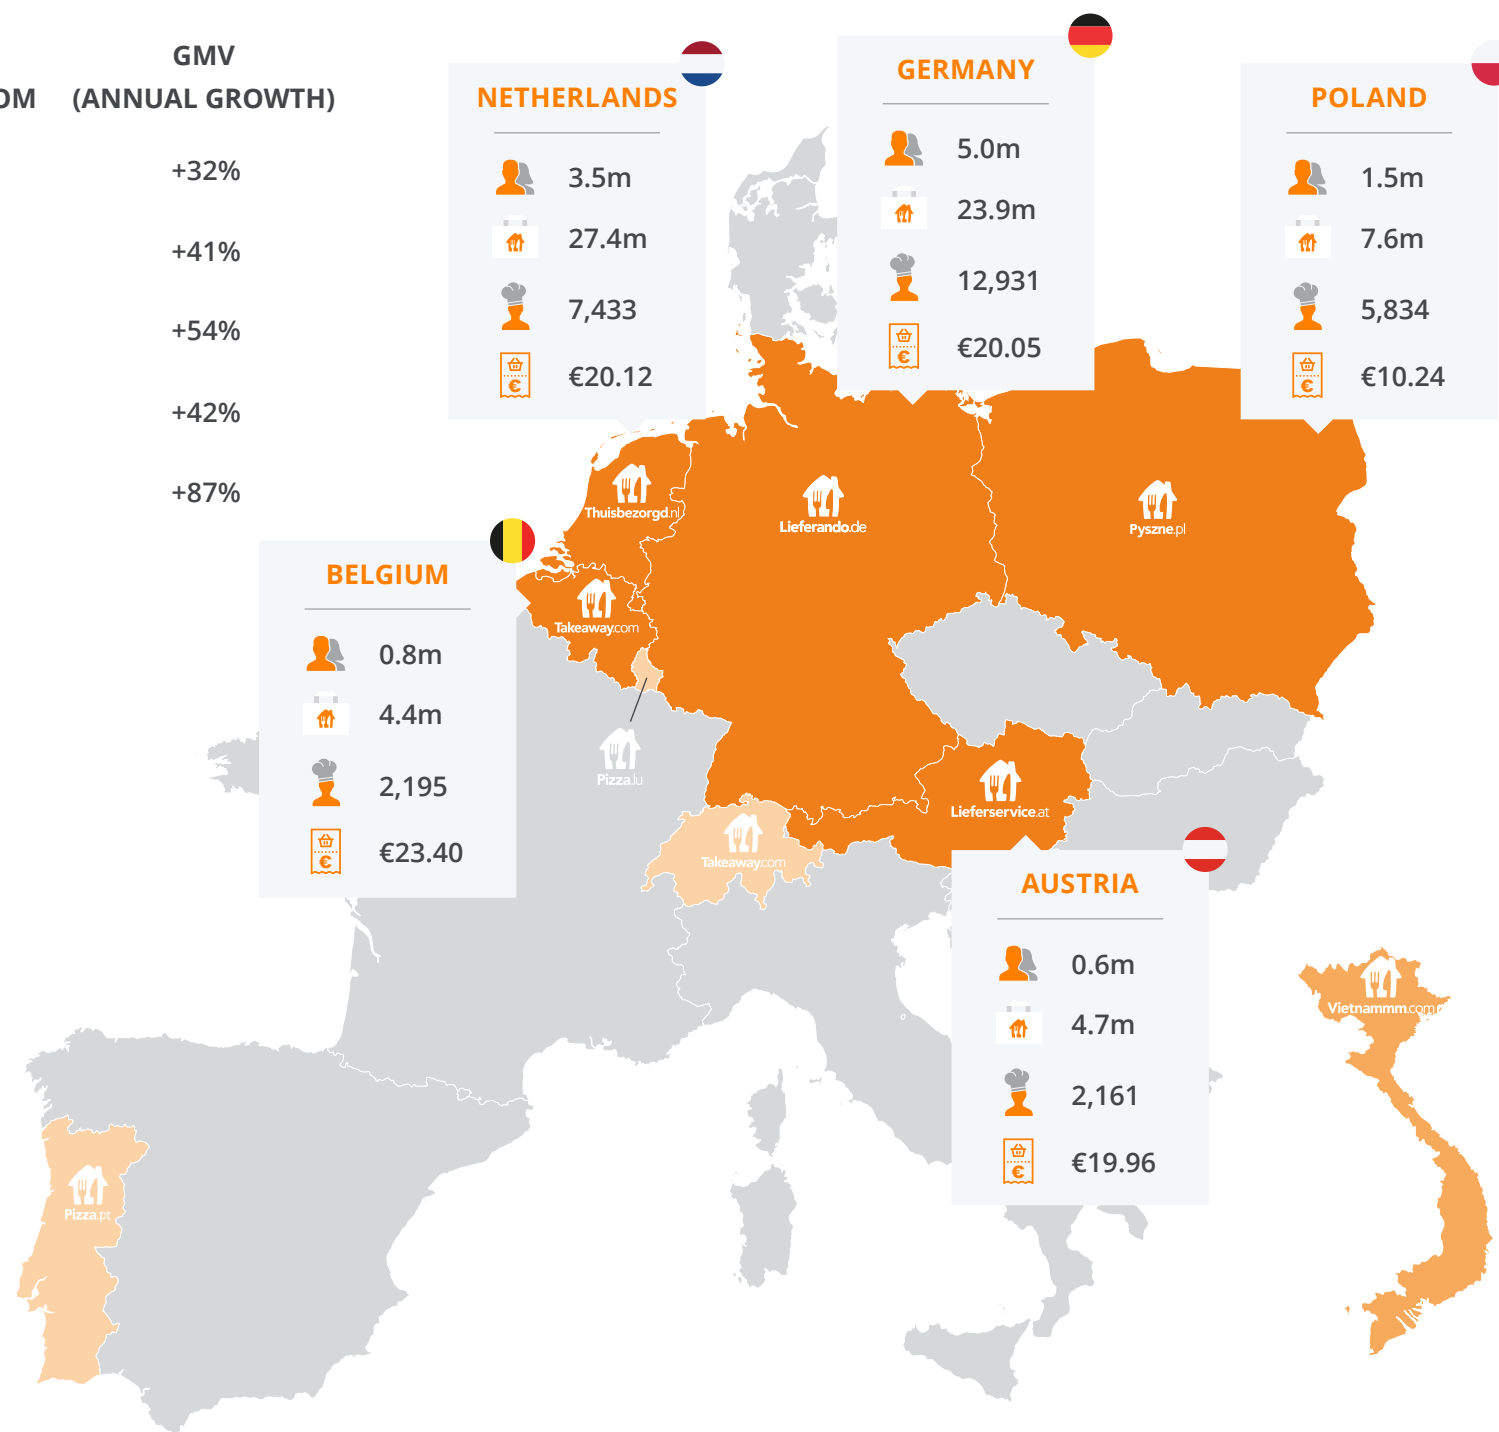 GMV
(ANNUAL GROWTH)
+32%
+41%
+54%
+42%
+87%
NETHERLANDS
3.5m
27.4m
7,433
€20.12
GERMANY
5.0m
23.9m
12,931
€20.05
POLAND
1.5m
7.6m
5,834
€10.24
Thuisbezorgd.nl
Lieferando.de
Pyszne.pl
BELGIUM
0.8m
4.4m
2,195
€23.40
Takeaway.com
Pizza.lu
Takeaway.com
Lieferservice.at
AUSTRIA
0.6m
4.7m
2,161
€19.96
Vietnammm.com
Pizza.pt